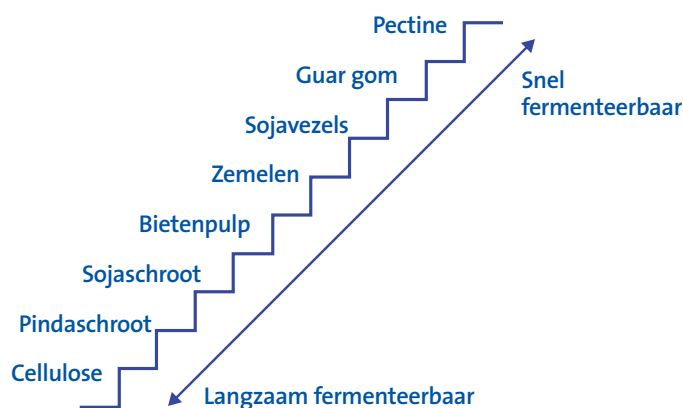 Pectine
Guar gom
Snel
fermenteerbaar
Sojavezels
Zemelen
Bietenpulp
Sojaschroot
Pindaschroot
Cellulose
Langzaam fermenteerbaar